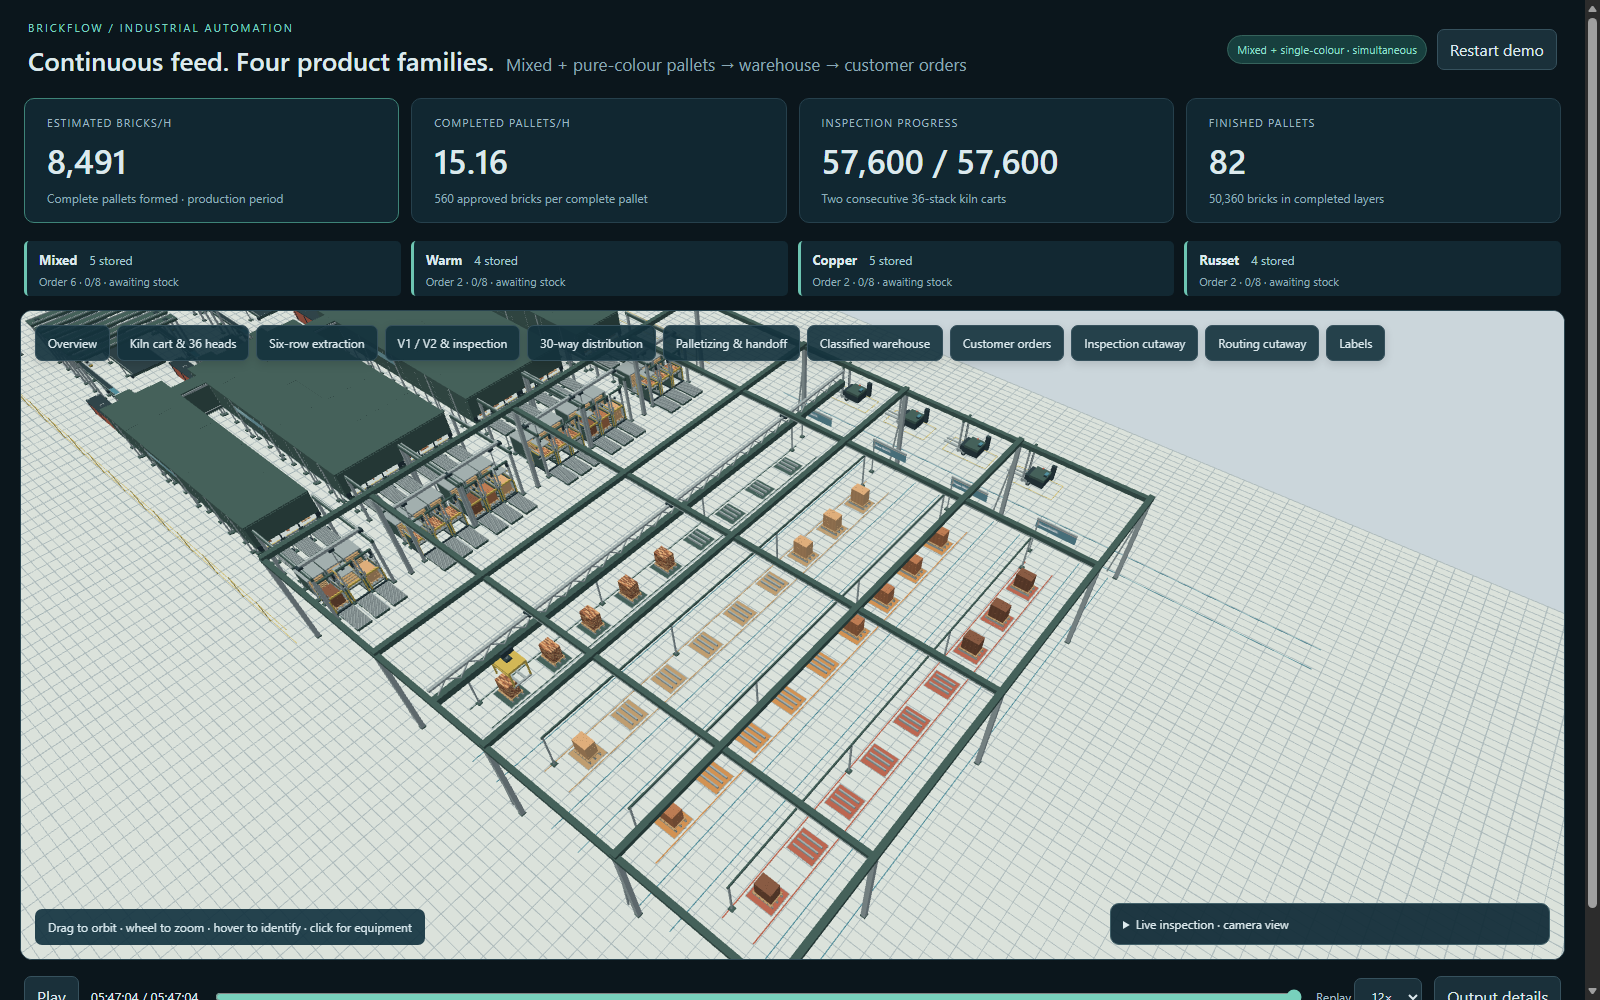 BRICKFLOW / INDUSTRIAL AUTOMATION
Continuous feed. Four product families. Mixed + pure-colour pallets → warehouse → customer orders
Mixed + single-colour · simultaneous
Restart demo
ESTIMATED BRICKS/H
8,491
Complete pallets formed · production period
COMPLETED PALLETS/H
15.16
560 approved bricks per complete pallet
INSPECTION PROGRESS
57,600 / 57,600
Two consecutive 36-stack kiln carts
FINISHED PALLETS
82
50,360 bricks in completed layers
Mixed 5 stored
Order 6 · 0/8 · awaiting stock
Warm 4 stored
Order 2 · 0/8 · awaiting stock
Copper 5 stored
Order 2 · 0/8 · awaiting stock
Russet 4 stored
Order 2 · 0/8 · awaiting stock
Overview
Kiln cart & 36 heads
Six-row extraction
V1 / V2 & inspection
30-way distribution
Palletizing & handoff
Classified warehouse
Customer orders
Inspection cutaway
Routing cutaway
Labels
Drag to orbit · wheel to zoom · hover to identify · click for equipment
▶ Live inspection · camera view
Play
05:47:04 / 05:47:04
Replay
12×
Output details